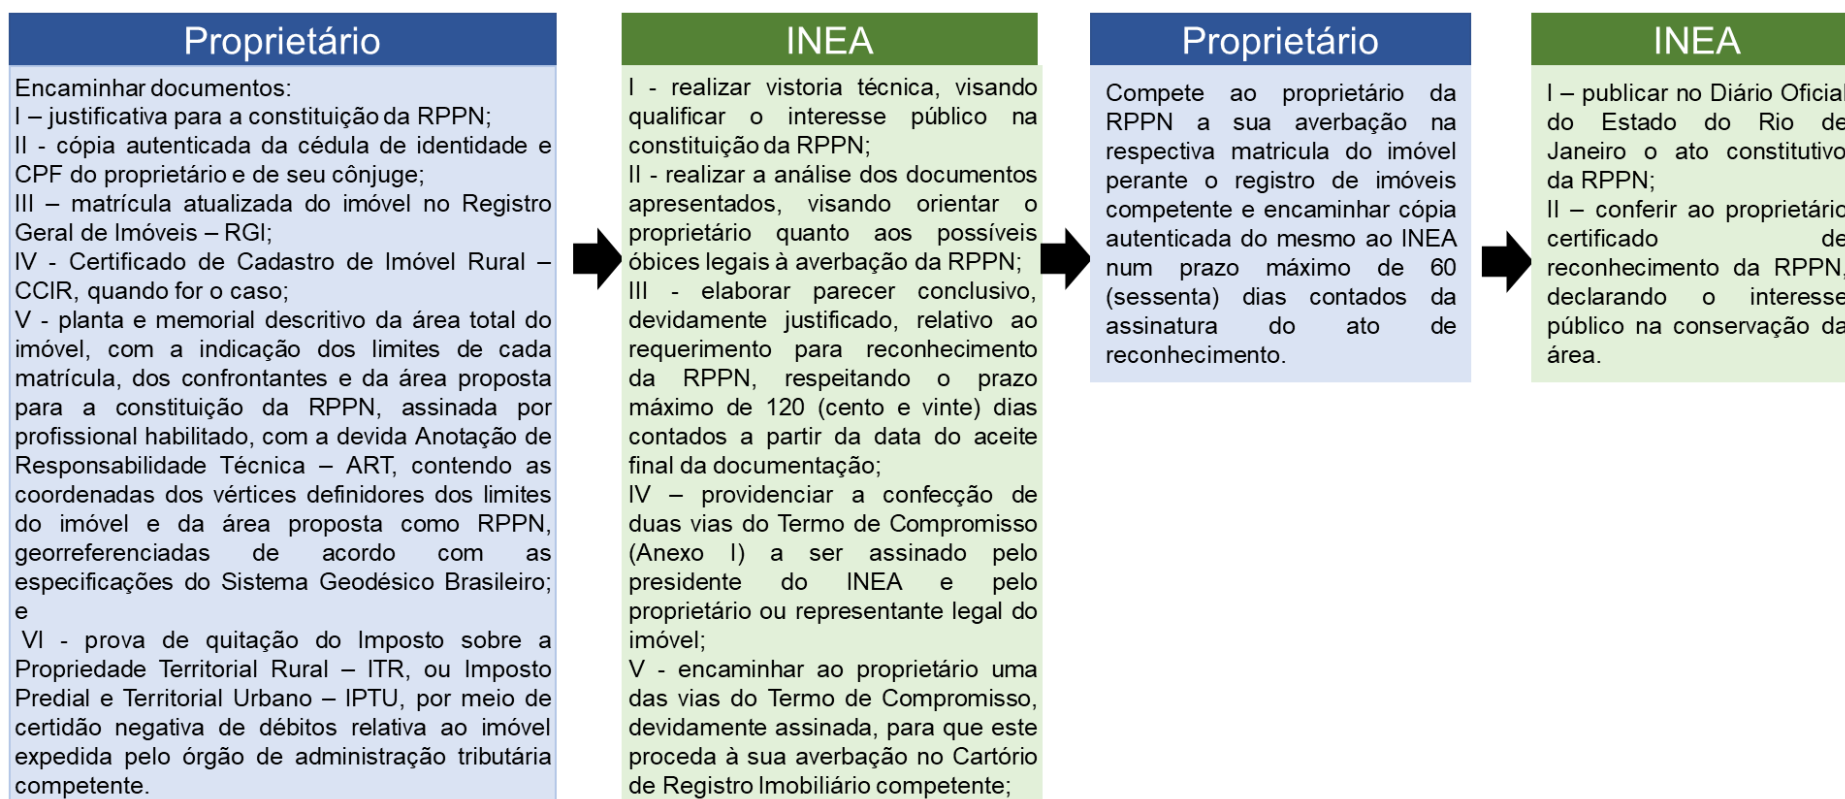 Proprietário
Encaminhar documentos:
I – justificativa para a constituição da RPPN;
II - cópia autenticada da cédula de identidade e
CPF do proprietário e de seu cônjuge;
III – matrícula atualizada do imóvel no Registro
Geral de Imóveis – RGI;
IV - Certificado de Cadastro de Imóvel Rural –
CCIR, quando for o caso;
V - planta e memorial descritivo da área total do
imóvel, com a indicação dos limites de cada
matrícula, dos confrontantes e da área proposta
para a constituição da RPPN, assinada por
profissional habilitado, com a devida Anotação de
Responsabilidade Técnica – ART, contendo as
coordenadas dos vértices definidores dos limites
do imóvel e da área proposta como RPPN,
georreferenciadas de acordo com as
especificações do Sistema Geodésico Brasileiro;
e
VI - prova de quitação do Imposto sobre a
Propriedade Territorial Rural – ITR, ou Imposto
Predial e Territorial Urbano – IPTU, por meio de
certidão negativa de débitos relativa ao imóvel
expedida pelo órgão de administração tributária
competente.
INEA
I - realizar vistoria técnica, visando
qualificar o interesse público na
constituição da RPPN;
II - realizar a análise dos documentos
apresentados, visando orientar o
proprietário quanto aos possíveis
óbices legais à averbação da RPPN;
III - elaborar parecer conclusivo,
devidamente justificado, relativo ao
requerimento para reconhecimento
da RPPN, respeitando o prazo
máximo de 120 (cento e vinte) dias
contados a partir da data do aceite
final da documentação;
IV – providenciar a confecção de
duas vias do Termo de Compromisso
(Anexo I) a ser assinado pelo
presidente do INEA e pelo
proprietário ou representante legal do
imóvel;
V - encaminhar ao proprietário uma
das vias do Termo de Compromisso,
devidamente assinada, para que este
proceda à sua averbação no Cartório
de Registro Imobiliário competente;
Proprietário
Compete ao proprietário da
RPPN a sua averbação na
respectiva matricula do imóvel
perante o registro de imóveis
competente e encaminhar cópia
autenticada do mesmo ao INEA
num prazo máximo de 60
(sessenta) dias contados da
assinatura do ato de
reconhecimento.
INEA
I – publicar no Diário Oficial
do Estado do Rio de
Janeiro o ato constitutivo
da RPPN;
II – conferir ao proprietário
certificado de
reconhecimento da RPPN,
declarando o interesse
público na conservação da
área.